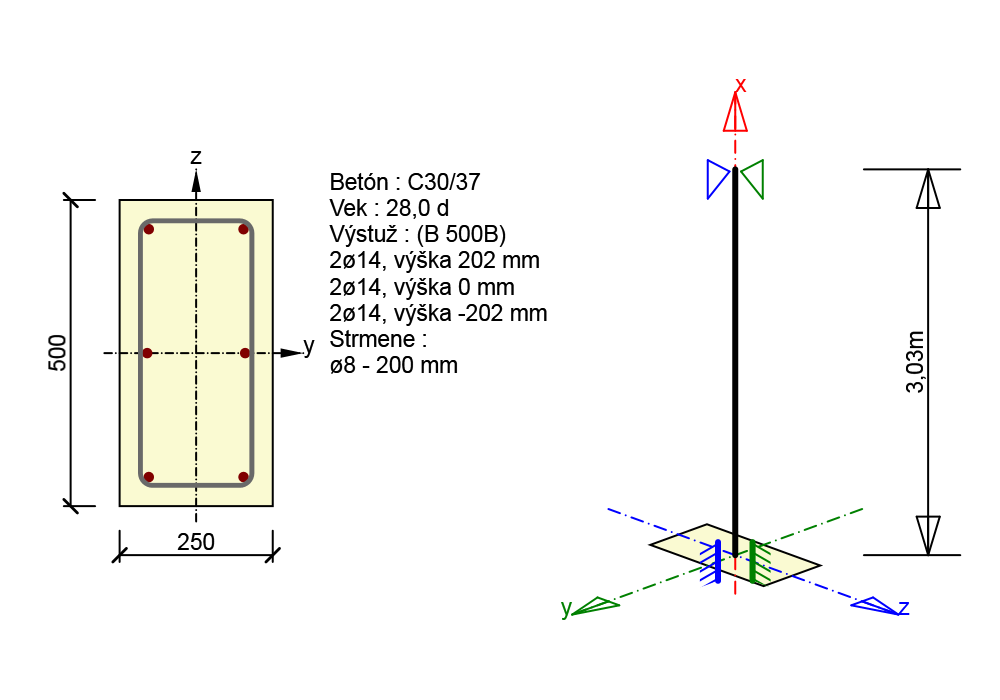 z
y
500
250
Betón : C30/37
Vek : 28,0 d
Výstuž : (B 500B)
2ø14, výška 202 mm
2ø14, výška 0 mm
2ø14, výška -202 mm
Strmene :
ø8 - 200 mm
x
3,03m
y
z